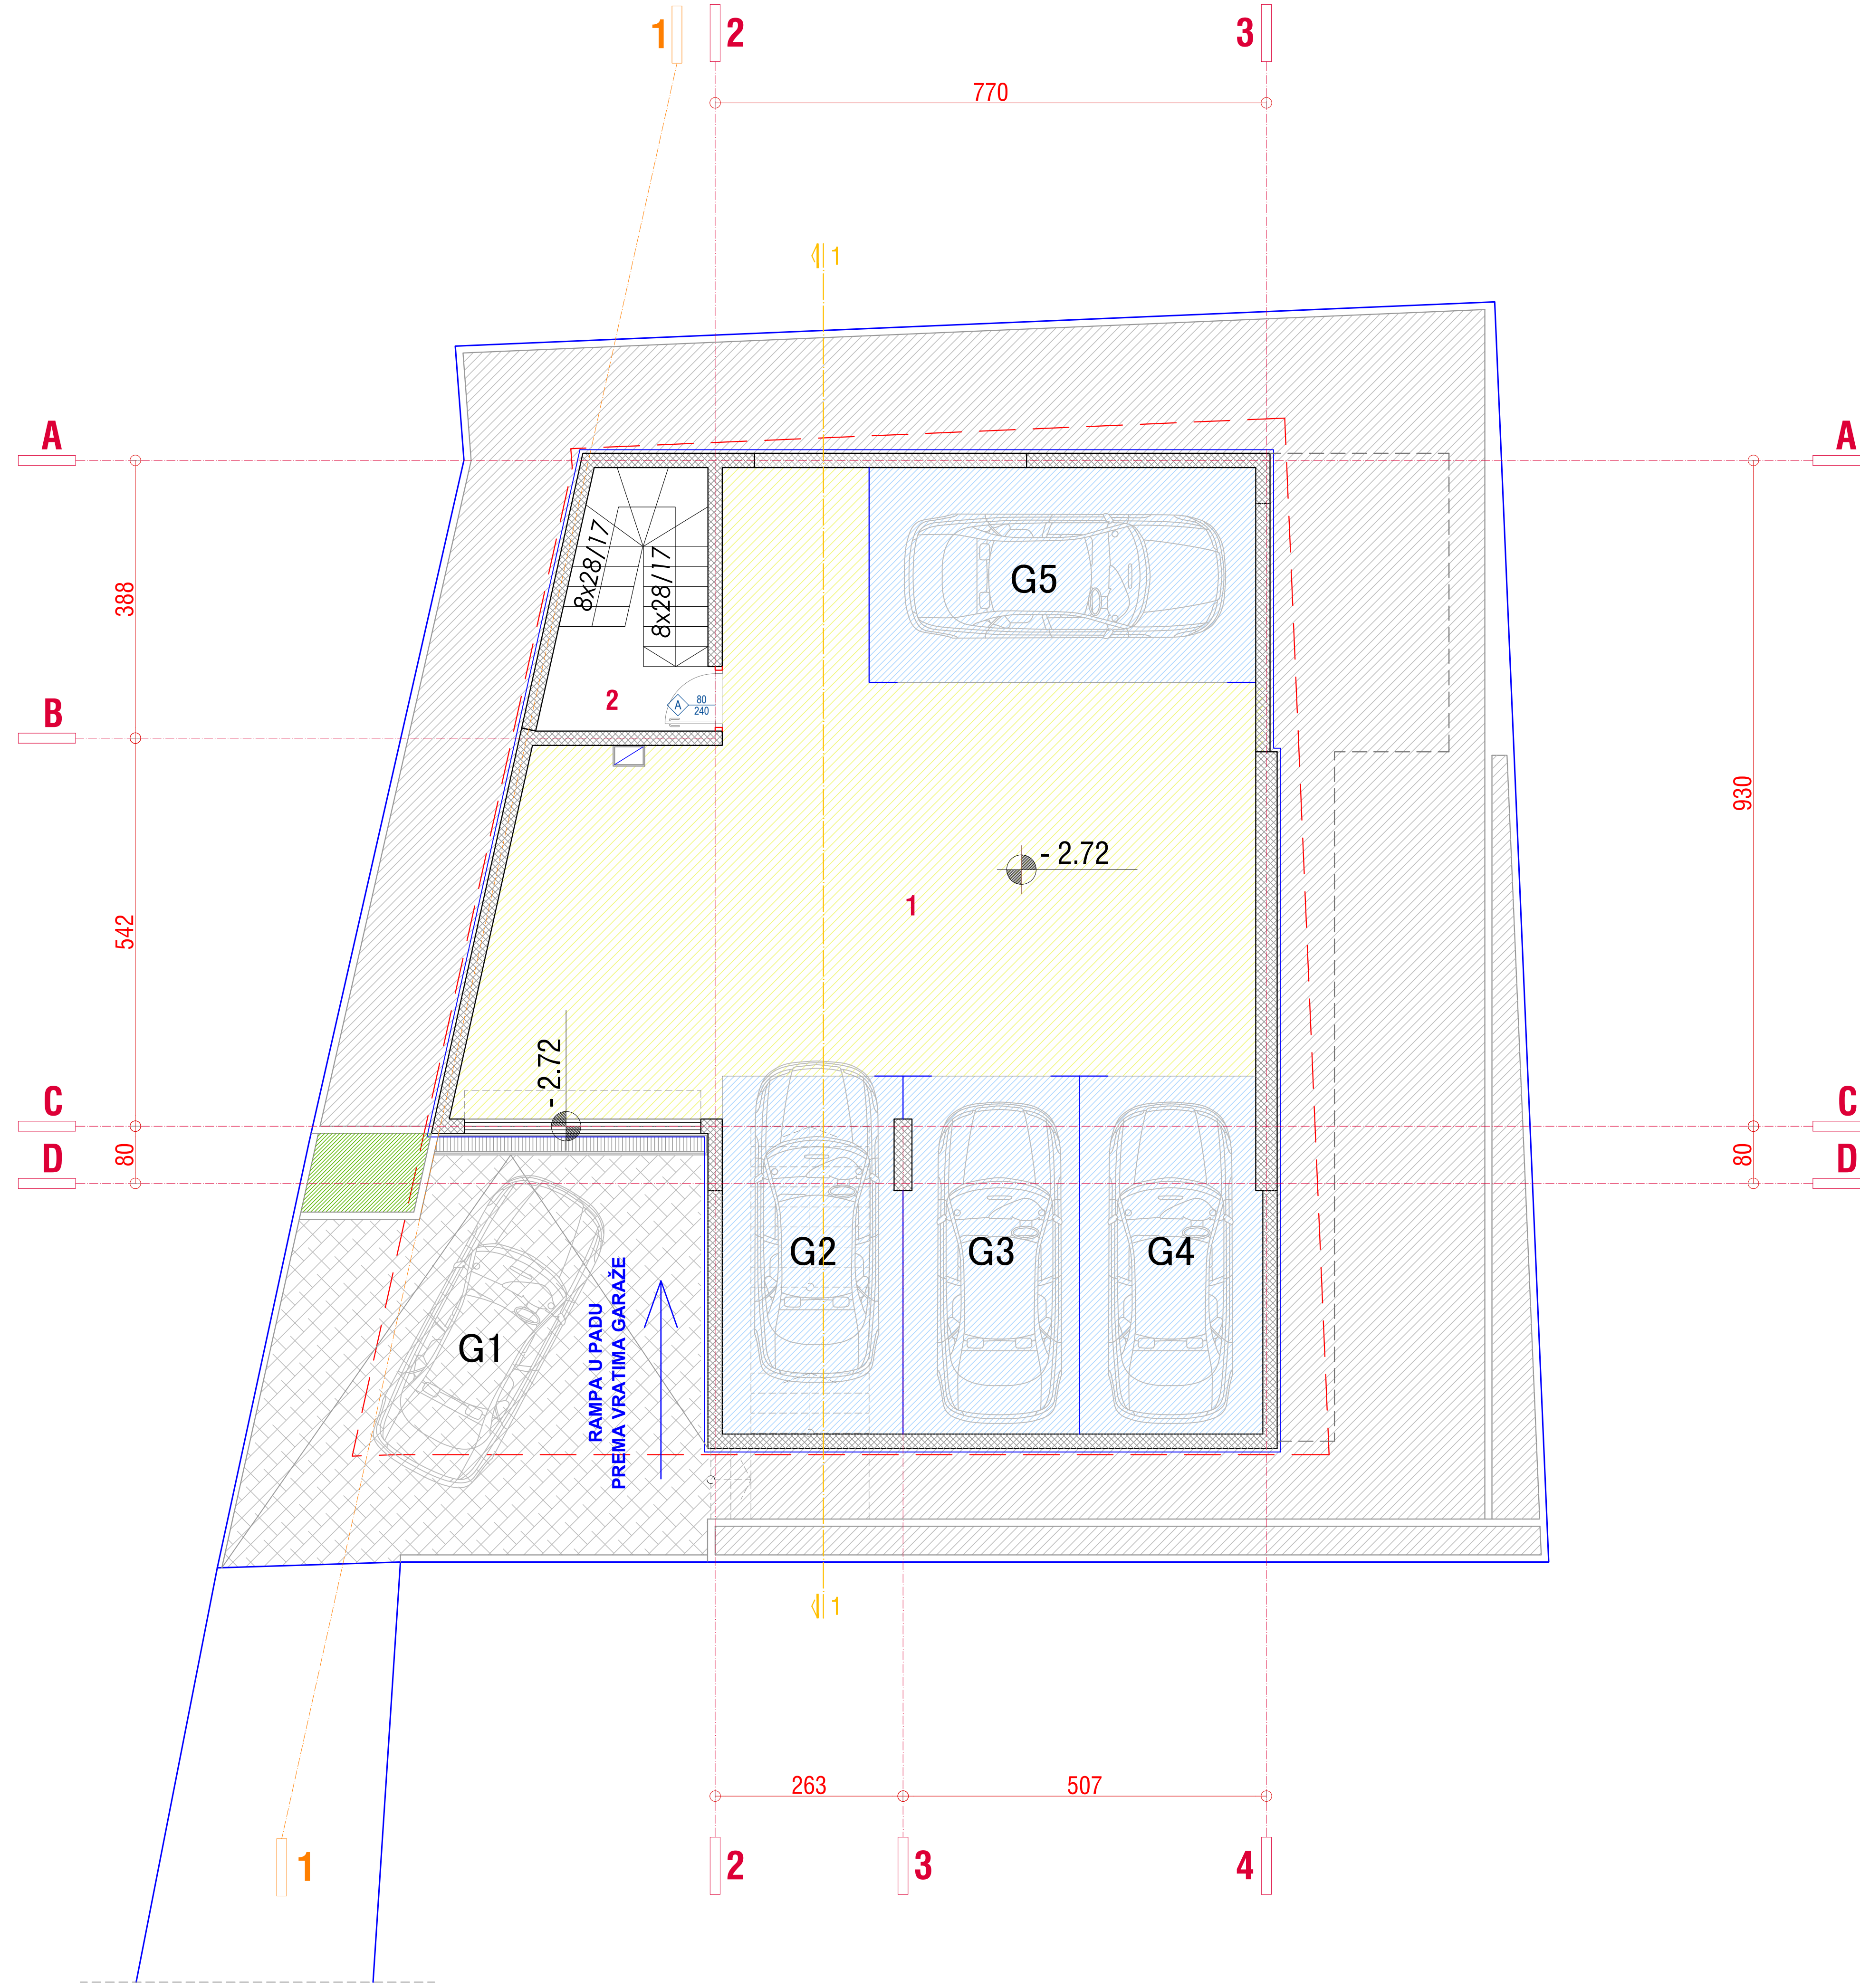 1
2
3
770
1
A
A
8x28/17
8x28/17
G5
388
2
A
80
240
B
930
- 2.72
1
542
- 2.72
C
C
80
80
D
D
G2
G3
G4
G1
RAMPA U PADU
PREMA VRATIMA GARAŽE
1
263
507
1
2
3
4